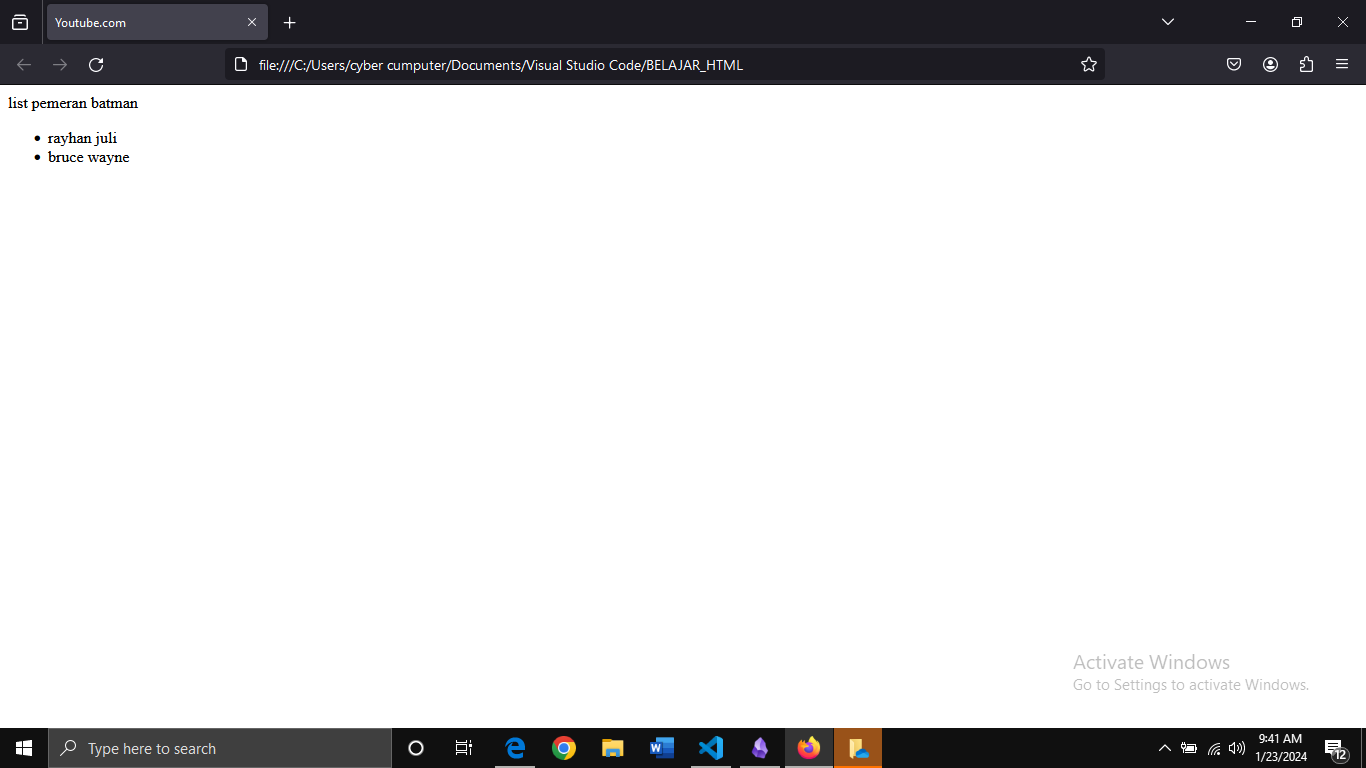 Youtube.com
file:///C:/Users/cyber cumputer/Documents/Visual Studio Code/BELAJAR_HTML
list pemeran batman
rayhan juli
bruce wayne
Activate Windows
Go to Settings to activate Windows.
Type here to search
9:41 AM
1/23/2024
12